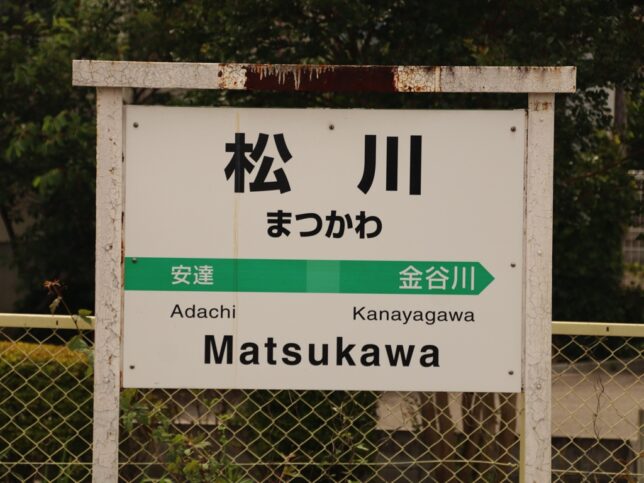 松川
まつかわ
安達 金谷川
Adachi Kanayagawa
Matsukawa